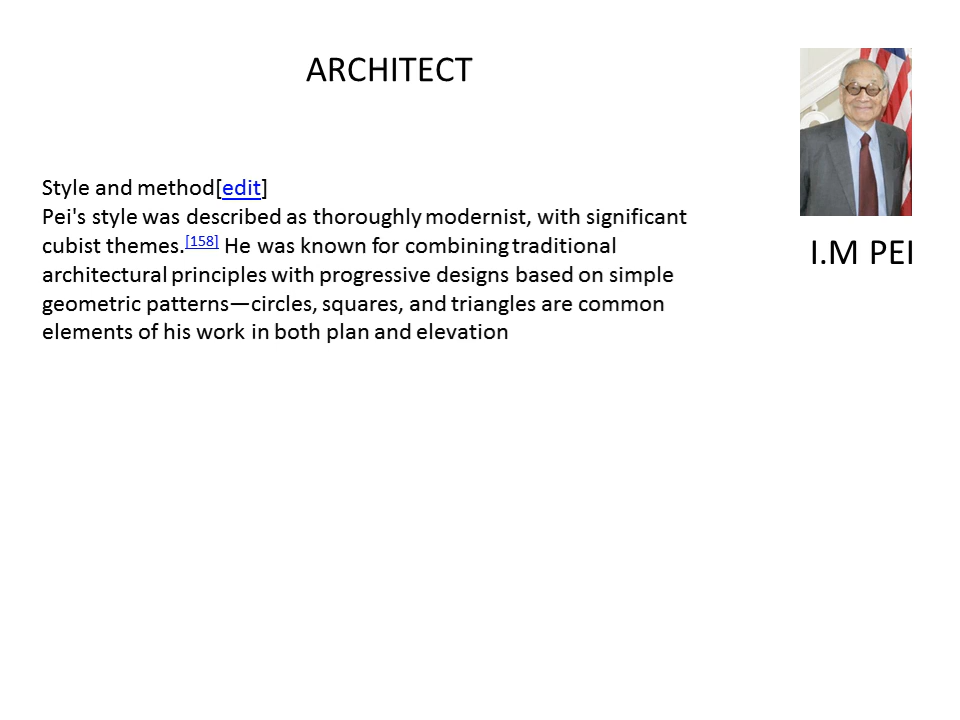 ARCHITECT
Style and method[edit]
Pei's style was described as thoroughly modernist, with significant
cubist themes.[158] He was known for combining traditional
architectural principles with progressive designs based on simple
geometric patterns—circles, squares, and triangles are common
elements of his work in both plan and elevation
I.M PEI